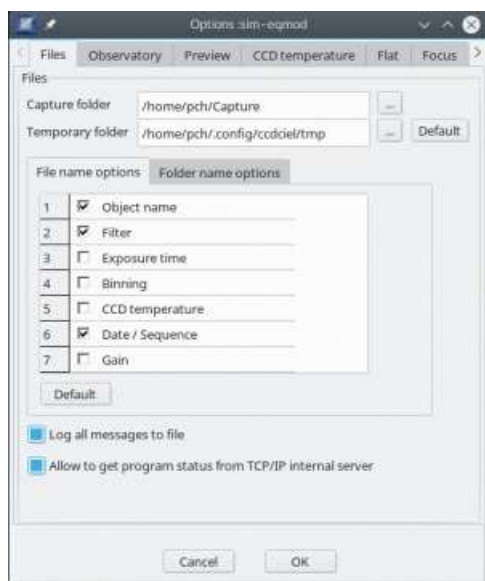 Options :sim-eqmod
Files Observatory Preview CCD temperature Flat Focus
Files
Capture folder /home/pch/Capture ...
Temporary folder /home/pch/.config/ccdciel/tmp ... Default
File name options Folder name options
1 Object name
2 Filter
3 Exposure time
4 Binning
5 CCD temperature
6 Date / Sequence
7 Gain
Default
Log all messages to file
Allow to get program status from TCP/IP internal server
Cancel OK